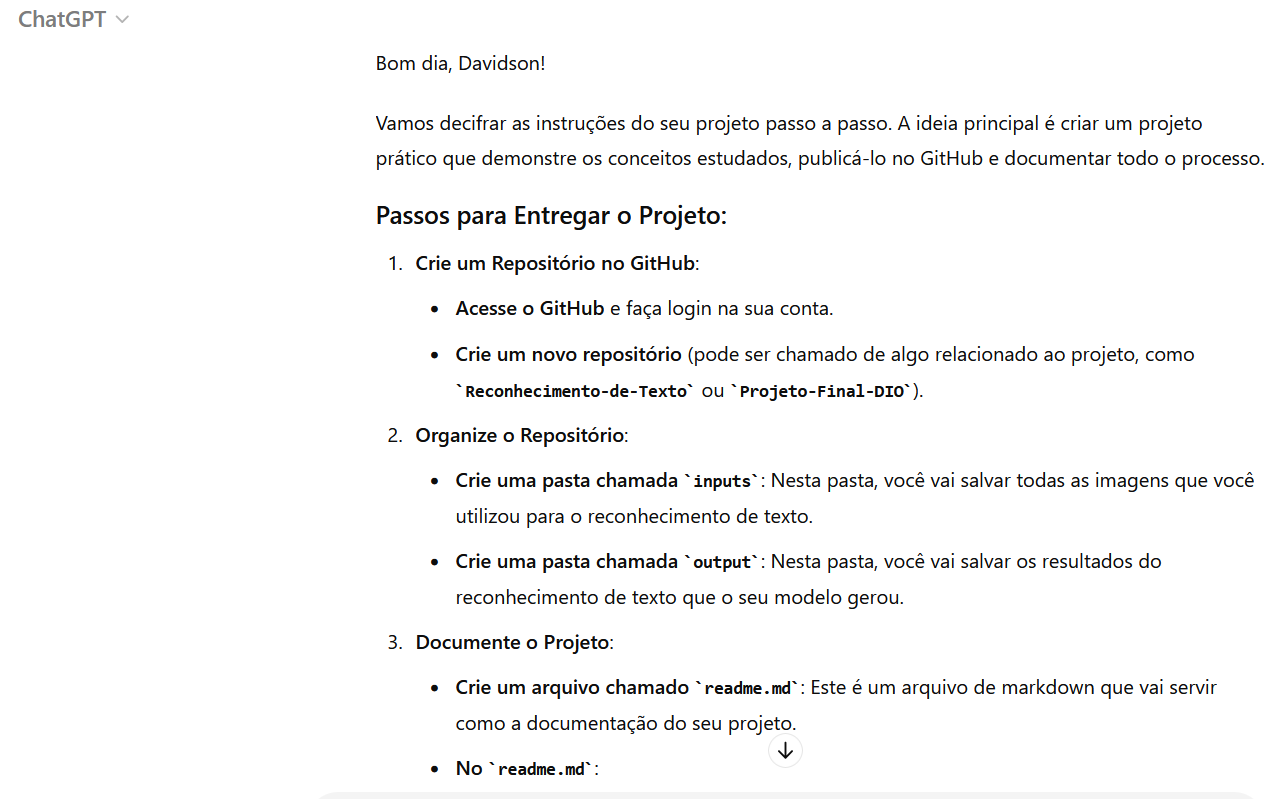 ChatGPT
Bom dia, Davidson!
Vamos decifrar as instruções do seu projeto passo a passo. A ideia principal é criar um projeto
prático que demonstre os conceitos estudados, publicá-lo no GitHub e documentar todo o processo.
Passos para Entregar o Projeto:
1. Crie um Repositório no GitHub:
• Acesse o GitHub e faça login na sua conta.
• Crie um novo repositório (pode ser chamado de algo relacionado ao projeto, como
`Reconhecimento-de-Texto` ou `Projeto-Final-DIO`).
2. Organize o Repositório:
• Crie uma pasta chamada `inputs`: Nesta pasta, você vai salvar todas as imagens que você
utilizou para o reconhecimento de texto.
• Crie uma pasta chamada `output`: Nesta pasta, você vai salvar os resultados do
reconhecimento de texto que o seu modelo gerou.
3. Documente o Projeto:
• Crie um arquivo chamado `readme.md`: Este é um arquivo de markdown que vai servir
como a documentação do seu projeto.
• No `readme.md`: